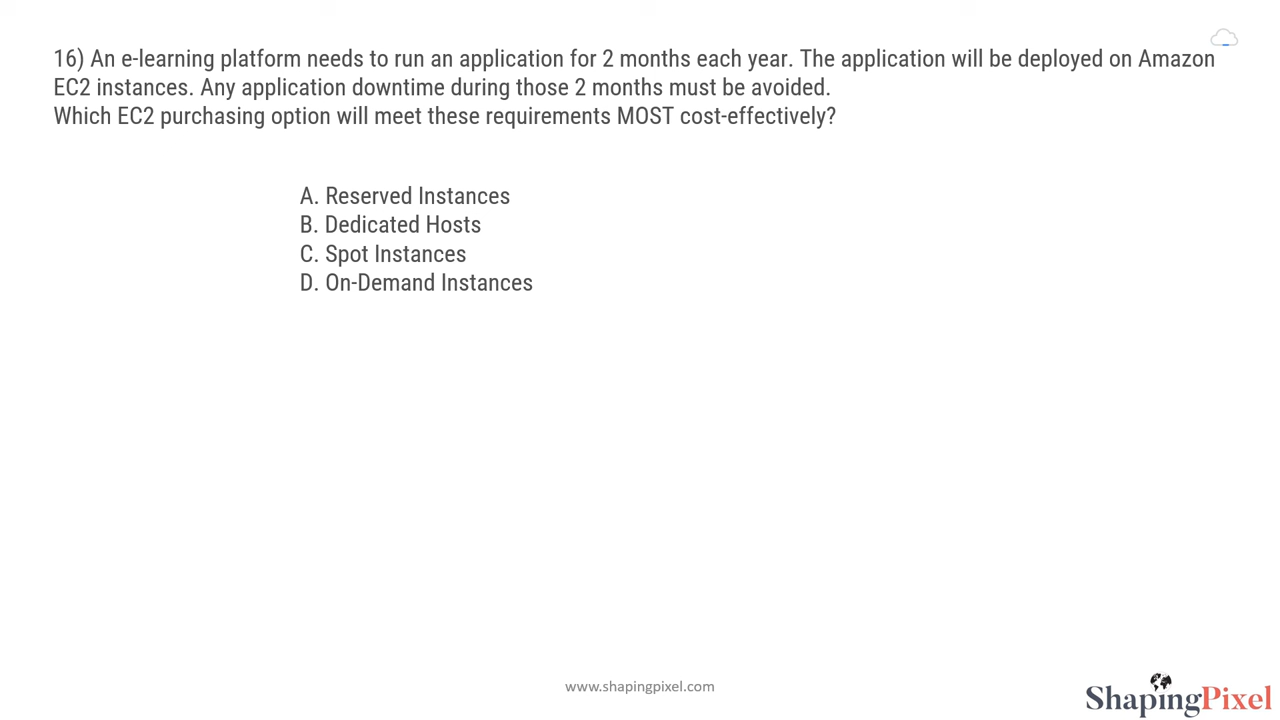 16) An e-learning platform needs to run an application for 2 months each year. The application will be deployed on Amazon
EC2 instances. Any application downtime during those 2 months must be avoided.
Which EC2 purchasing option will meet these requirements MOST cost-effectively?
A. Reserved Instances
B. Dedicated Hosts
C. Spot Instances
D. On-Demand Instances
www.shapingpixel.com
ShapingPixel